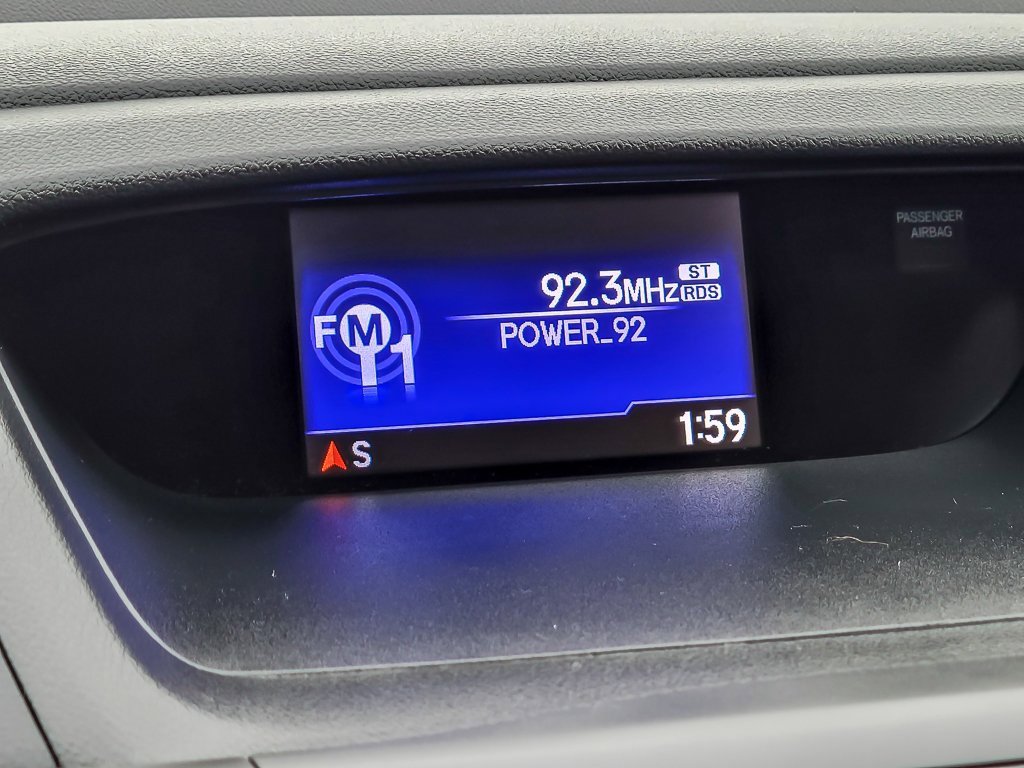 92.3MHz ST
RDS
FM1
POWER_92
S
1:59
PASSENGER
AIRBAG